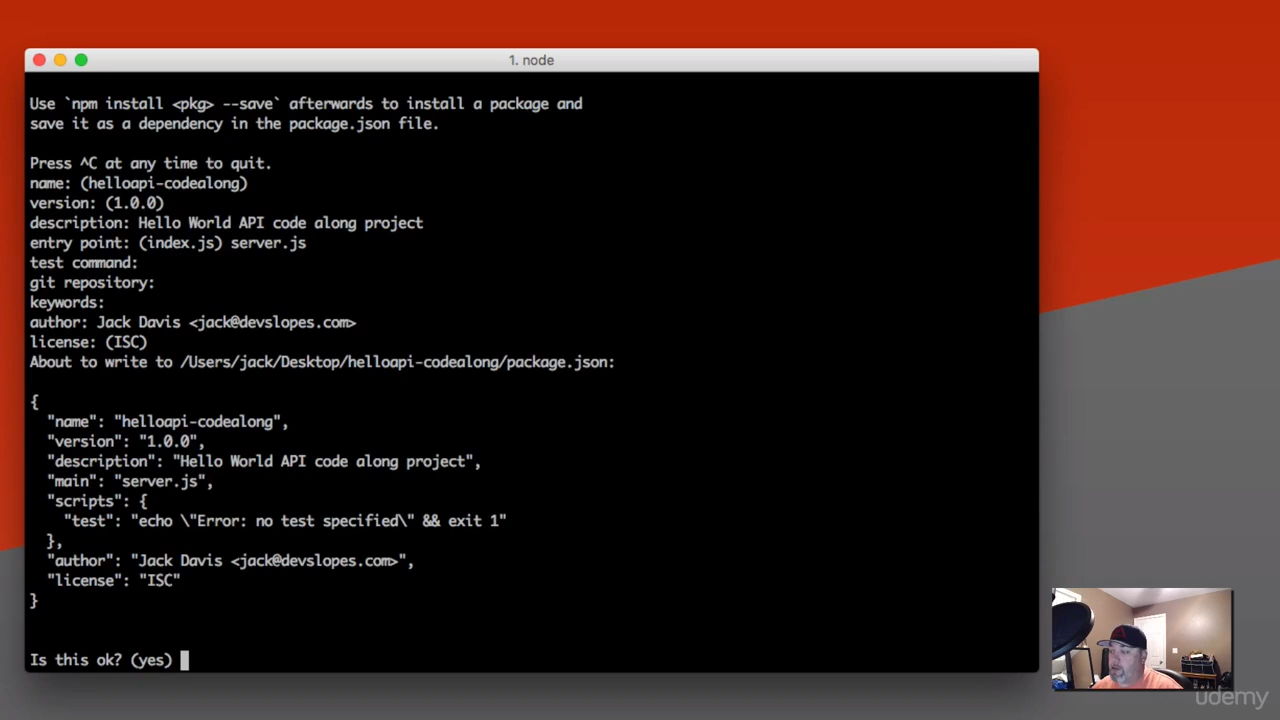 1. node
Use `npm install <pkg> --save` afterwards to install a package and
save it as a dependency in the package.json file.
Press ^C at any time to quit.
name: (helloapi-codealong)
version: (1.0.0)
description: Hello World API code along project
entry point: (index.js) server.js
test command:
git repository:
keywords:
author: Jack Davis <jack@devslopes.com>
license: (ISC)
About to write to /Users/jack/Desktop/helloapi-codealong/package.json:
{
  "name": "helloapi-codealong",
  "version": "1.0.0",
  "description": "Hello World API code along project",
  "main": "server.js",
  "scripts": {
    "test": "echo \"Error: no test specified\" && exit 1"
  },
  "author": "Jack Davis <jack@devslopes.com>",
  "license": "ISC"
}
Is this ok? (yes)
udemy